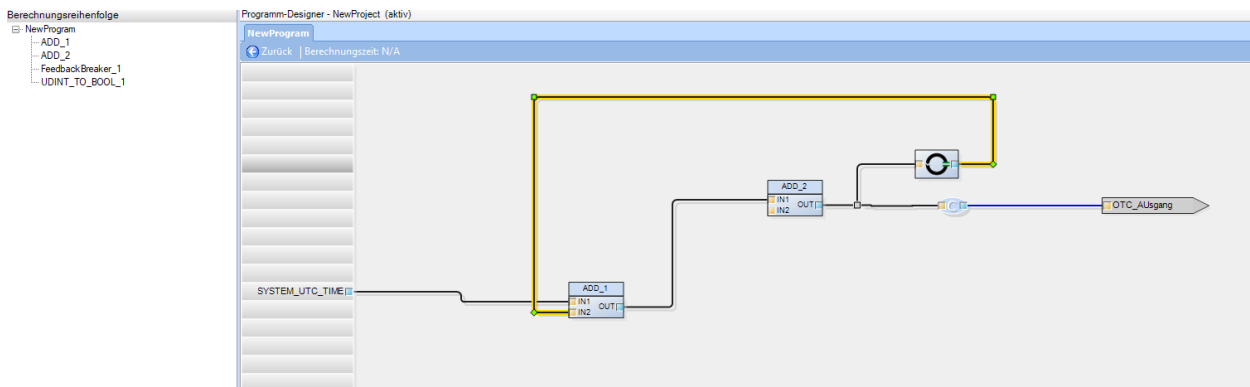 Berechnungsreihenfolge
NewProgram
ADD_1
ADD_2
FeedbackBreaker_1
UDINT_TO_BOOL_1
Programm-Designer - NewProject (aktiv)
NewProgram
Zurück | Berechnungszeit: N/A
ADD_2
IN1
OUT
IN2
OTC_AUsgang
SYSTEM_UTC_TIME
ADD_1
IN1
OUT
IN2